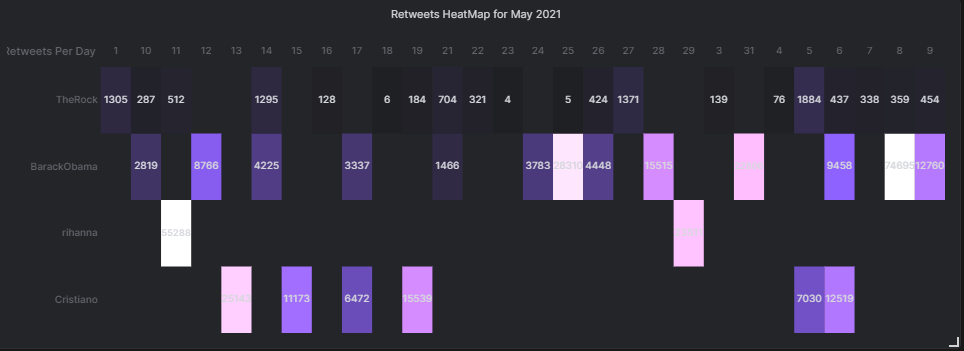 Retweets HeatMap for May 2021
Retweets Per Day 1 10 11 12 13 14 15 16 17 18 19 21 22 23 24 25 26 27 28 29 3 31 4 5 6 7 8 9
TheRock 1305 287 512 1295 128 6 184 704 321 4 5 424 1371 139 76 1884 437 338 359 454
BarackObama 2819 8766 4225 3337 1466 3783 28310 4448 15515 9458 74695 12760
rihanna 55288
Cristiano 11173 6472 15539 7030 12519